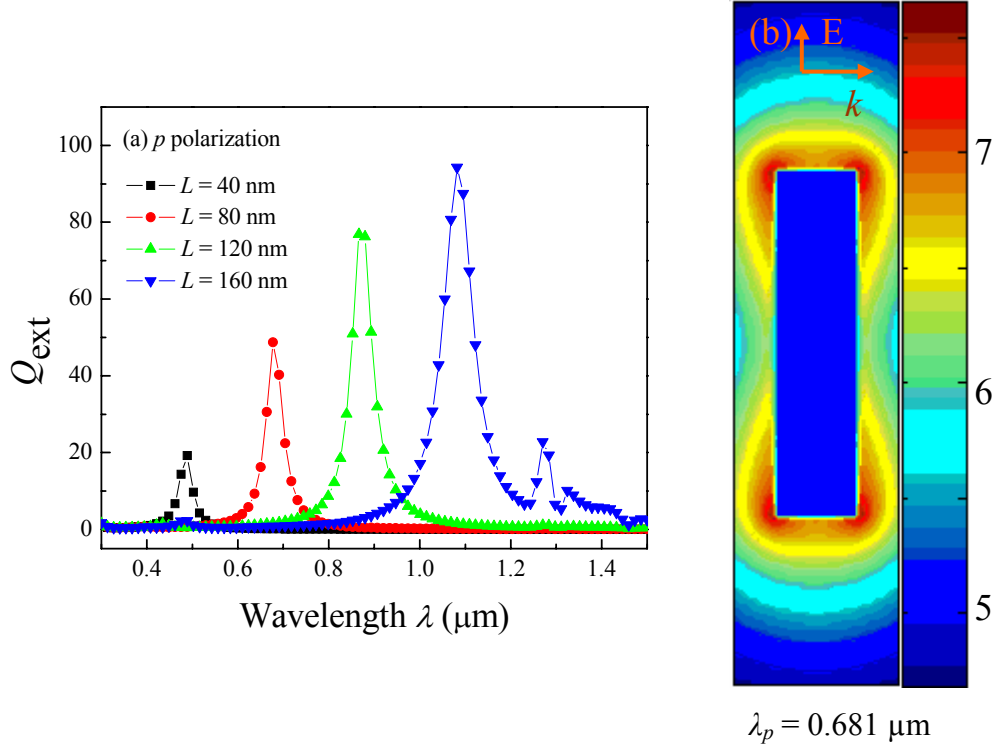 (a) p polarization
L = 40 nm
L = 80 nm
L = 120 nm
L = 160 nm
Qext
100
80
60
40
20
0
0.4 0.6 0.8 1.0 1.2 1.4
Wavelength λ (μm)
(b) E
k
7
6
5
λp = 0.681 μm